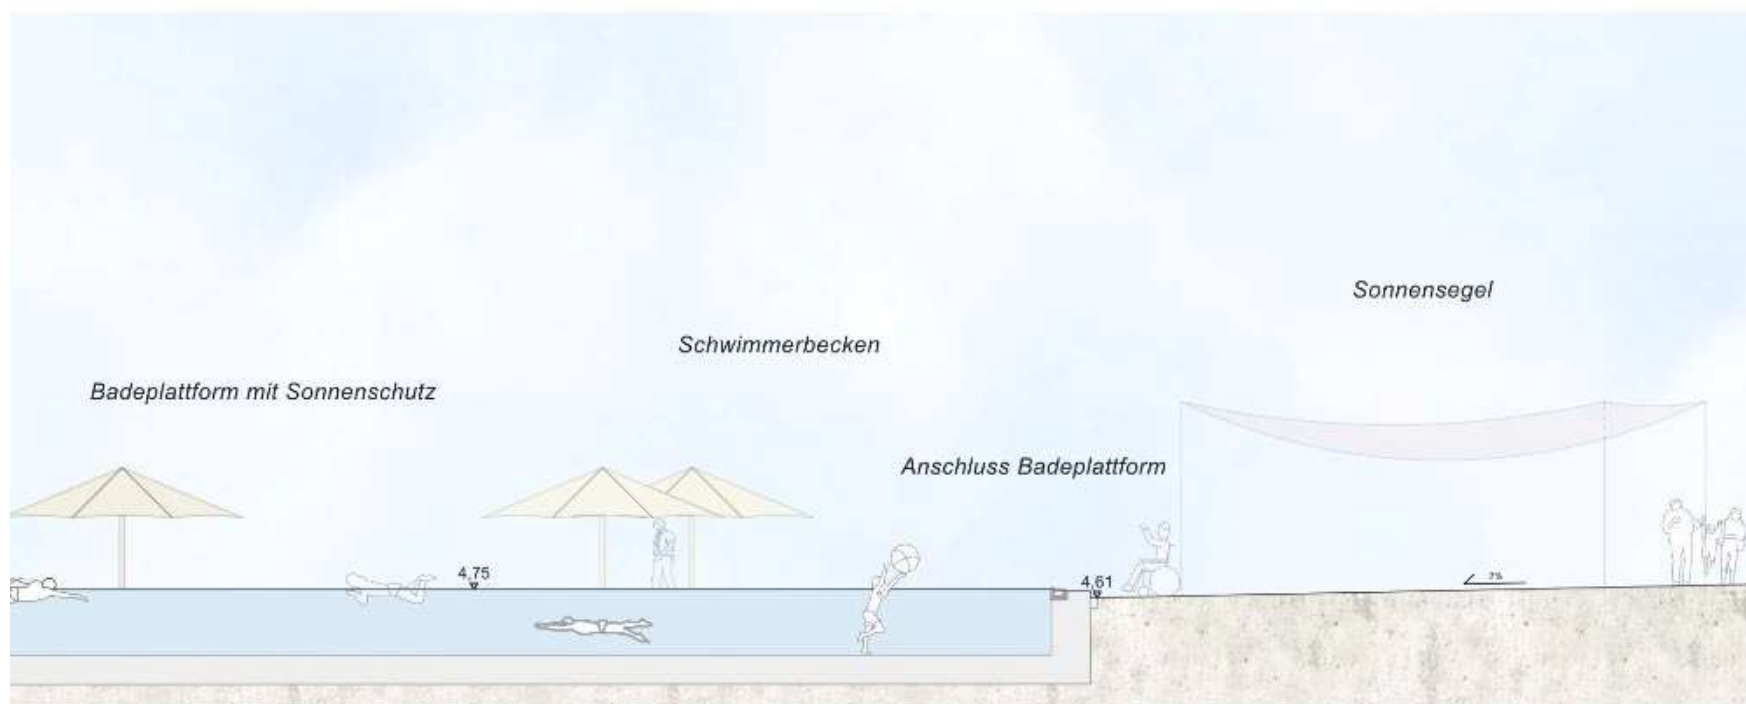 Sonnensegel
Schwimmerbecken
Badeplattform mit Sonnenschutz
Anschluss Badeplattform
4,75
4,61